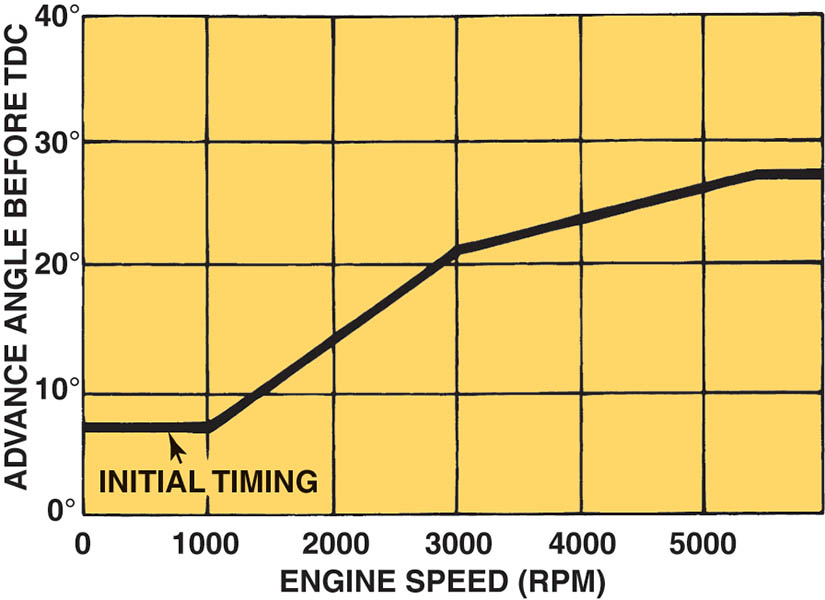 ADVANCE ANGLE BEFORE TDC
40°
30°
20°
10°
0°
INITIAL TIMING
0 1000 2000 3000 4000 5000
ENGINE SPEED (RPM)